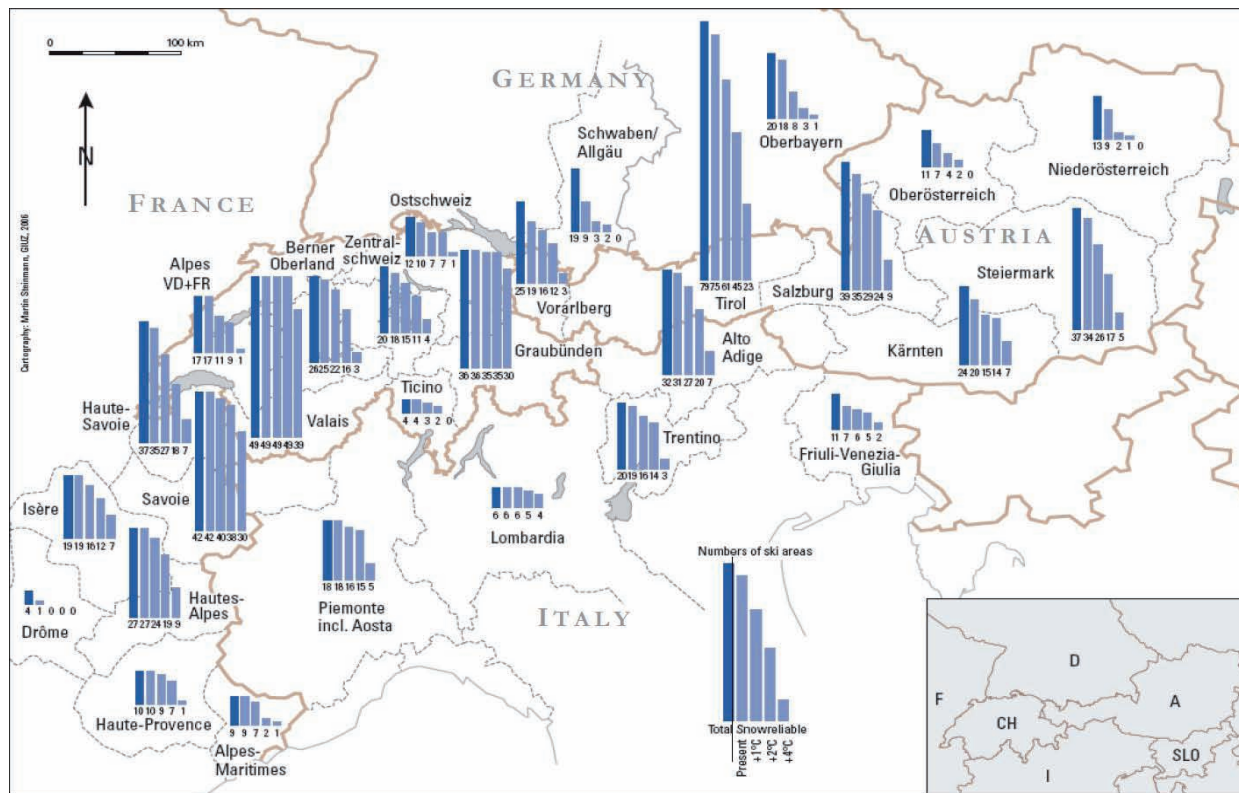 0 100 km
N
Cartography: Martin Steinmann, GIUZ, 2006
GERMANY
FRANCE
AUSTRIA
ITALY
Schwaben/
Allgäu
19 9 3 2 0
Oberbayern
20 18 8 3 1
Oberösterreich
11 7 4 2 0
Niederösterreich
13 9 2 1 0
Ostschweiz
12 10 7 7 1
Zentral-
schweiz
20 18 15 11 4
Berner
Oberland
26 25 22 16 3
Alpes
VD+FR
17 17 11 9 1
Vorarlberg
25 19 16 12 3
Tirol
79 75 61 45 23
Salzburg
39 35 29 24 9
Steiermark
37 34 26 17 5
Kärnten
24 20 15 14 7
Graubünden
36 36 35 35 30
Alto
Adige
32 31 27 20 7
Ticino
4 4 3 2 0
Valais
49 49 49 49 39
Haute-
Savoie
37 35 27 18 7
Savoie
42 42 40 38 30
Trentino
20 19 16 14 3
Friuli-Venezia-
Giulia
11 7 6 5 2
Isère
19 19 16 12 7
Lombardia
6 6 6 5 4
Piemonte
incl. Aosta
18 18 16 15 5
Hautes-
Alpes
27 27 24 19 9
Drôme
4 1 0 0 0
Haute-Provence
10 10 9 7 1
Alpes-
Maritimes
9 9 7 2 1
Numbers of ski areas
Total Snowreliable
Present
+1°C
+2°C
+4°C
D
F
A
CH
SLO
I